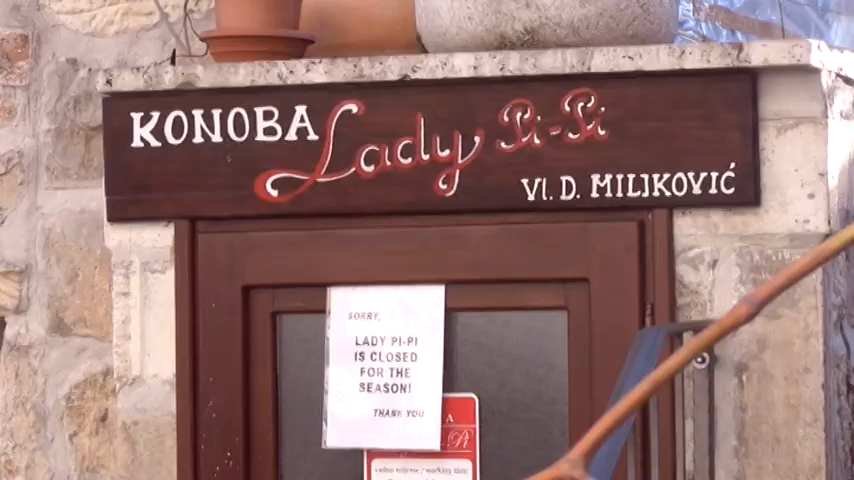 KONOBA Lady Pi-Pi
Vl. D. MILJKOVIĆ
SORRY,
LADY PI-PI
IS CLOSED
FOR THE
SEASON!
THANK YOU
radno vrijeme / working time